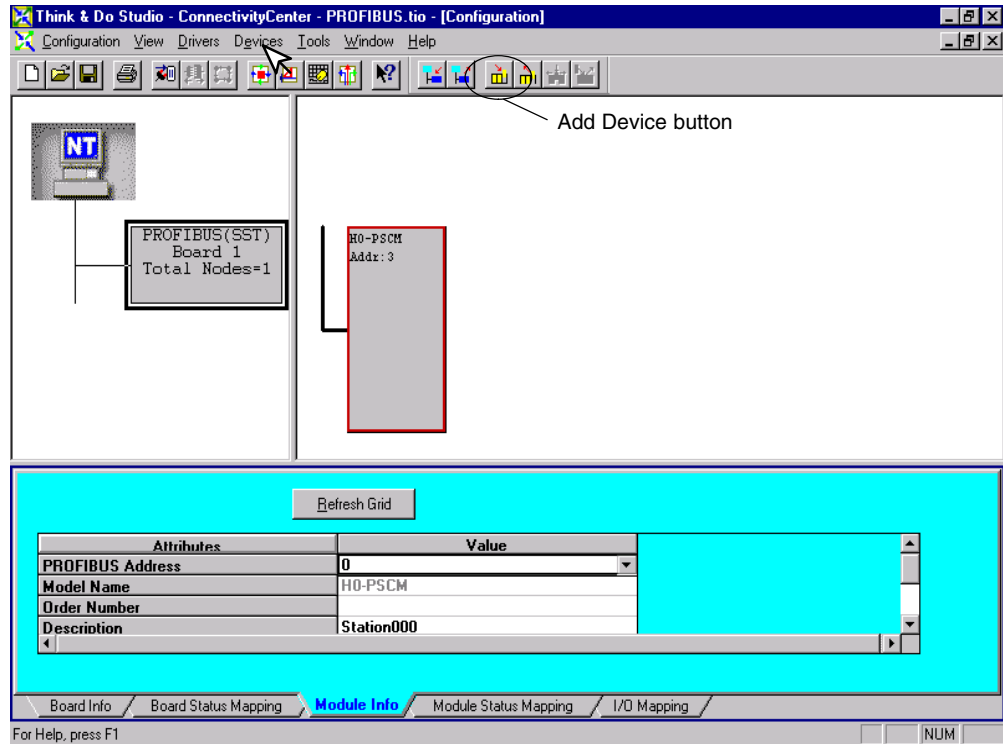 Think & Do Studio - ConnectivityCenter - PROFIBUS.tio - [Configuration]
Configuration View Drivers Devices Tools Window Help
Add Device button
NT
PROFIBUS(SST)
Board 1
Total Nodes=1
H0-PSCM
Addr:3
Refresh Grid
Attributes Value
PROFIBUS Address 0
Model Name H0-PSCM
Order Number
Description Station000
Board Info Board Status Mapping Module Info Module Status Mapping I/O Mapping
For Help, press F1 NUM